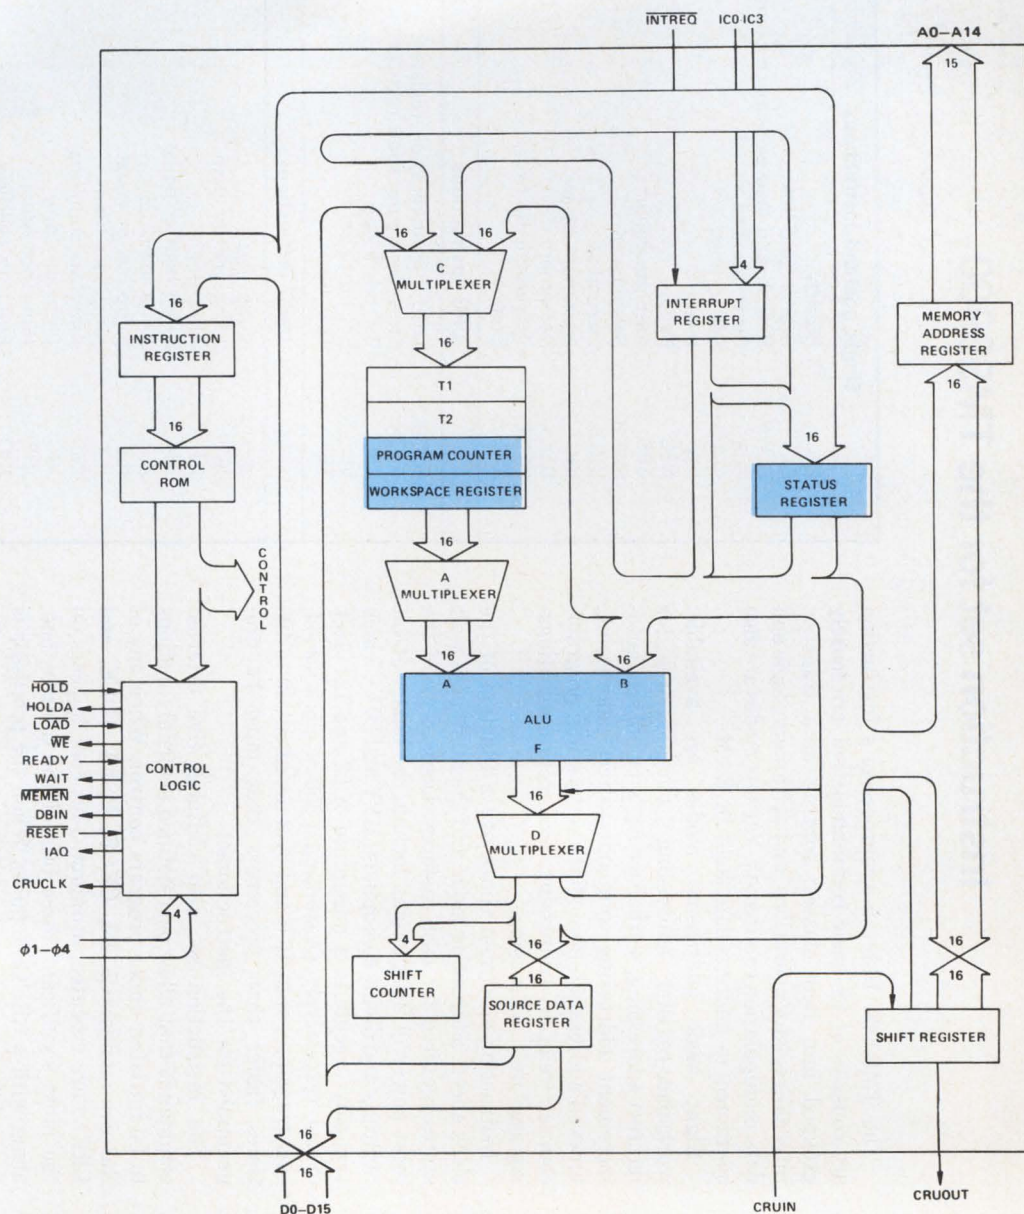 INTREQ
IC0-IC3
A0–A14
15
16
16
4
C
MULTIPLEXER
INTERRUPT
REGISTER
MEMORY
ADDRESS
REGISTER
16
INSTRUCTION
REGISTER
16
16
T1
T2
16
CONTROL
ROM
PROGRAM COUNTER
WORKSPACE REGISTER
16
STATUS
REGISTER
16
A
MULTIPLEXER
CONTROL
16
16
A
B
ALU
F
HOLD
HOLDA
LOAD
WE
READY
WAIT
MEMEN
DBIN
RESET
IAQ
CRUCLK
CONTROL
LOGIC
16
D
MULTIPLEXER
4
ϕ1–ϕ4
4
SHIFT
COUNTER
16
16
SOURCE DATA
REGISTER
16
16
SHIFT REGISTER
16
16
D0–D15
CRUIN
CRUOUT